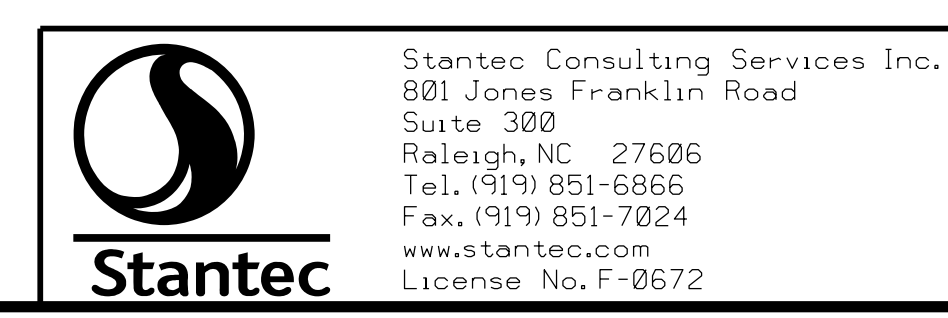 Stantec
Stantec Consulting Services Inc.
801 Jones Franklin Road
Suite 300
Raleigh, NC 27606
Tel. (919) 851-6866
Fax. (919) 851-7024
www.stantec.com
License No. F-0672